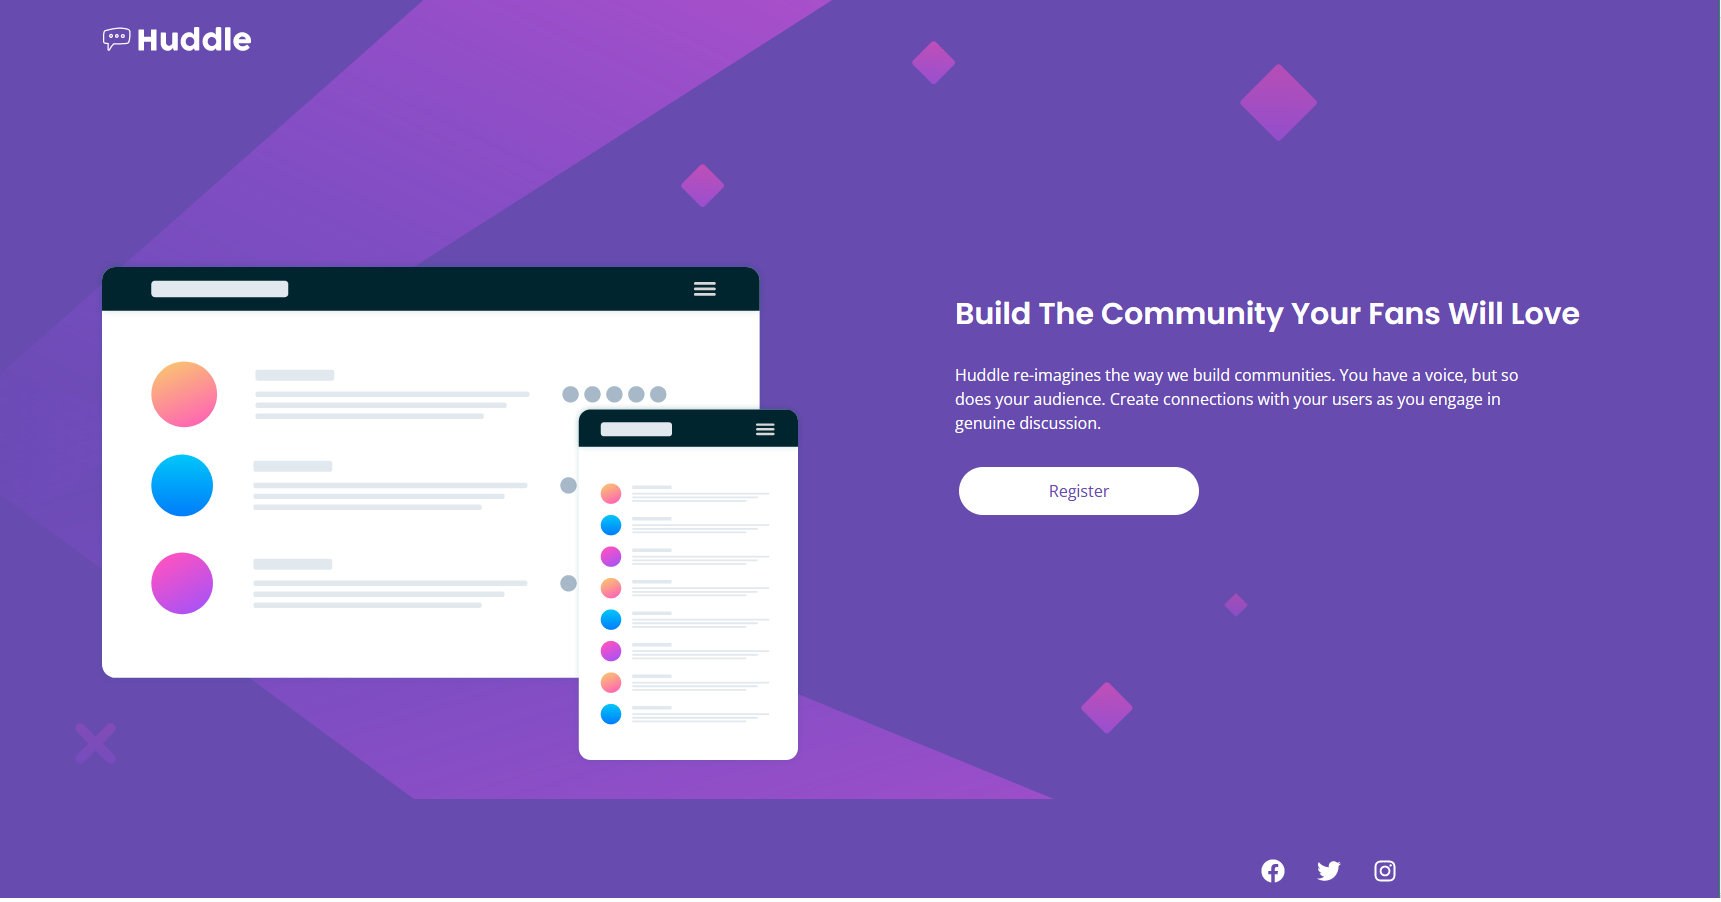 Huddle
Build The Community Your Fans Will Love
Huddle re-imagines the way we build communities. You have a voice, but so
does your audience. Create connections with your users as you engage in
genuine discussion.
Register